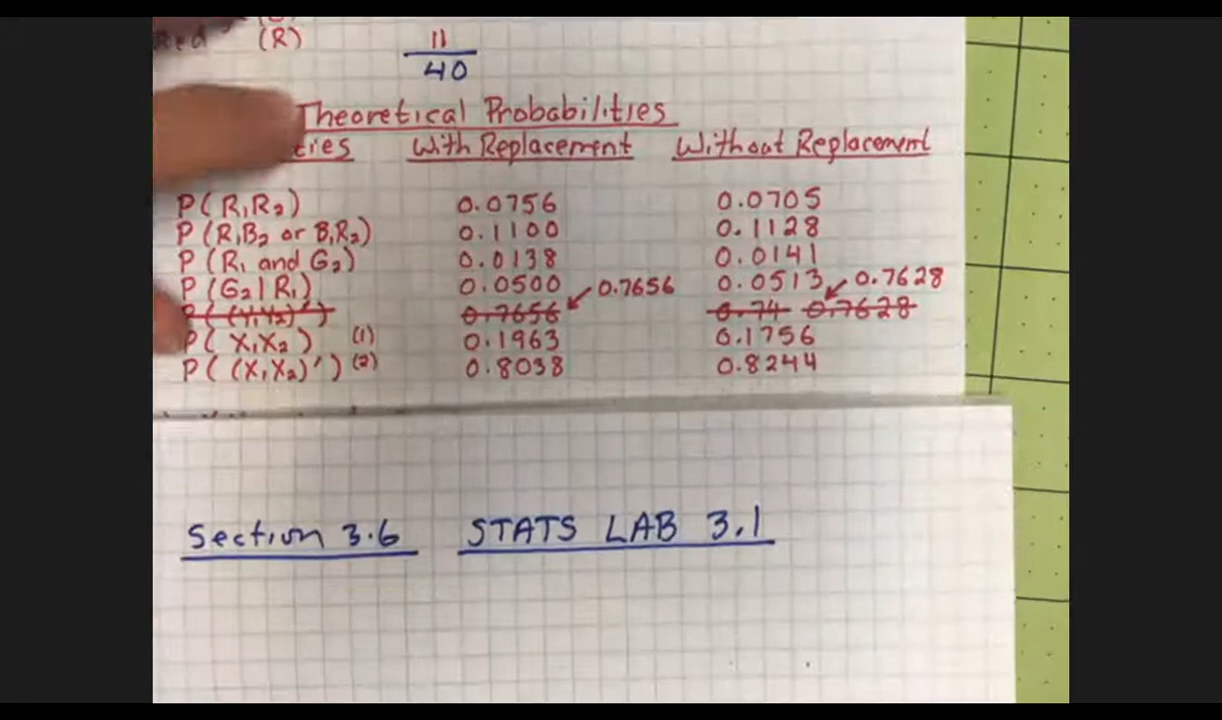 Red (R) 11
40
Theoretical Probabilities
ties With Replacement Without Replacement
P(R₁R₂) 0.0756 0.0705
P(R₁B₂ or B₁R₂) 0.1100 0.1128
P(R₁ and G₂) 0.0138 0.0141
P(G₂|R₁) 0.0500 0.7656 0.0513 0.7628
P((Y₁Y₂)') 0.7656 0.74 0.7628
P(X₁X₂) (1) 0.1963 0.1756
P((X₁X₂)') (2) 0.8038 0.8244
Section 3.6 STATS LAB 3.1